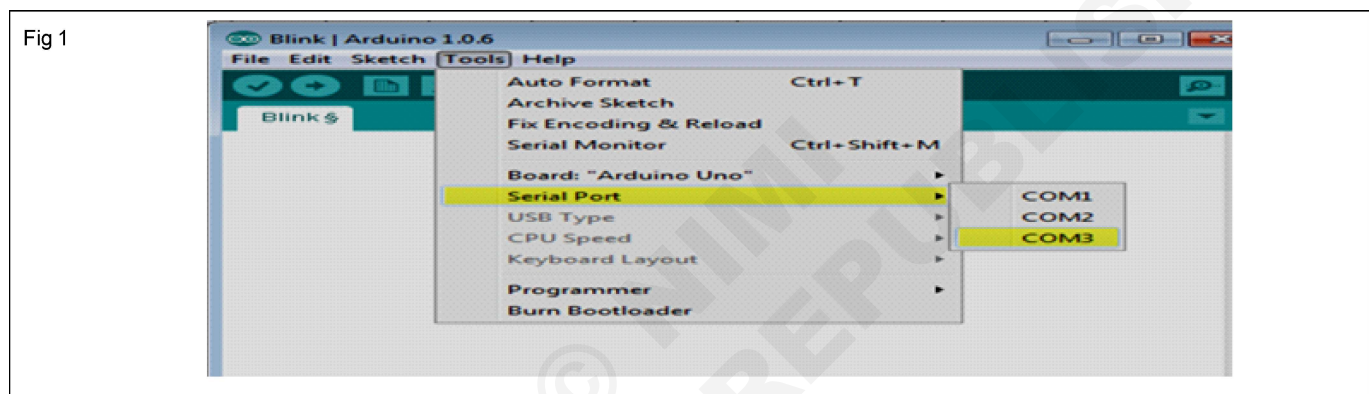 Fig 1
Blink | Arduino 1.0.6
File Edit Sketch Tools Help
Blink §
Auto Format Ctrl+T
Archive Sketch
Fix Encoding & Reload
Serial Monitor Ctrl+Shift+M
Board: "Arduino Uno"
Serial Port
USB Type
CPU Speed
Keyboard Layout
Programmer
Burn Bootloader
COM1
COM2
COM3
© NIMI
REPUBLIS